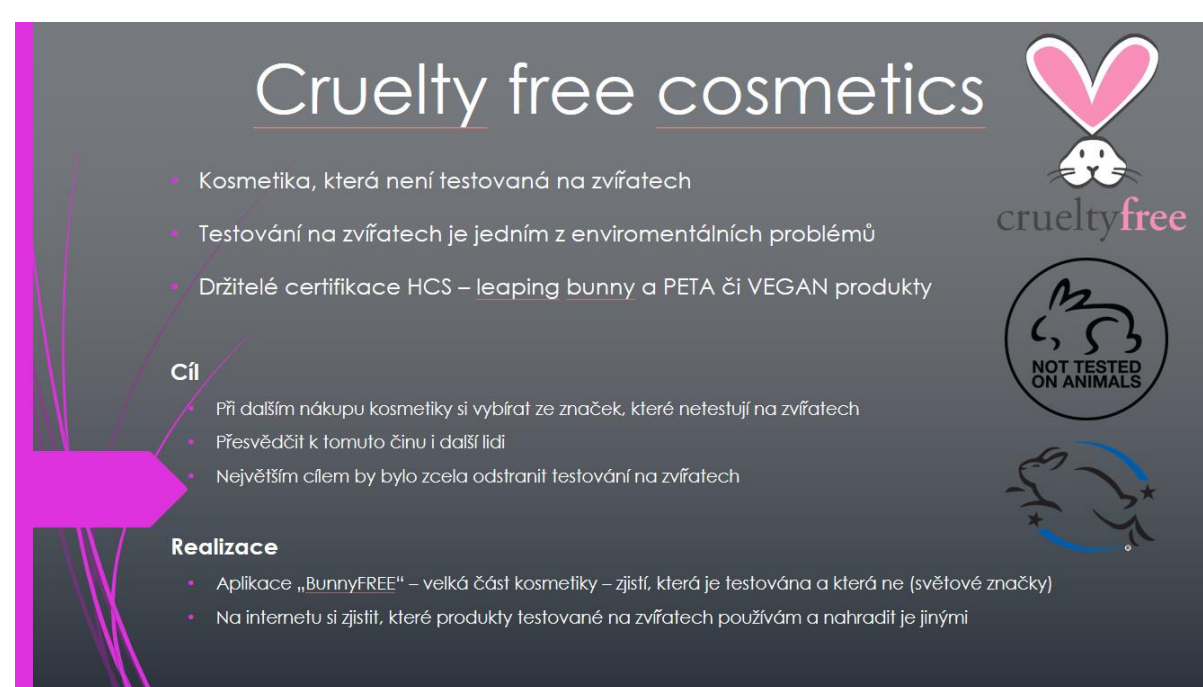 Cruelty free cosmetics
Kosmetika, která není testovaná na zvířatech
Testování na zvířatech je jedním z enviromentálních problémů
Držitelé certifikace HCS – leaping bunny a PETA či VEGAN produkty
Cíl
Při dalším nákupu kosmetiky si vybírat ze značek, které netestují na zvířatech
Přesvědčit k tomuto činu i další lidi
Největším cílem by bylo zcela odstranit testování na zvířatech
Realizace
Aplikace „BunnyFREE“ – velká část kosmetiky – zjistí, která je testována a která ne (světové značky)
Na internetu si zjistit, které produkty testované na zvířatech používám a nahradit je jinými
crueltyfree
NOT TESTED
ON ANIMALS